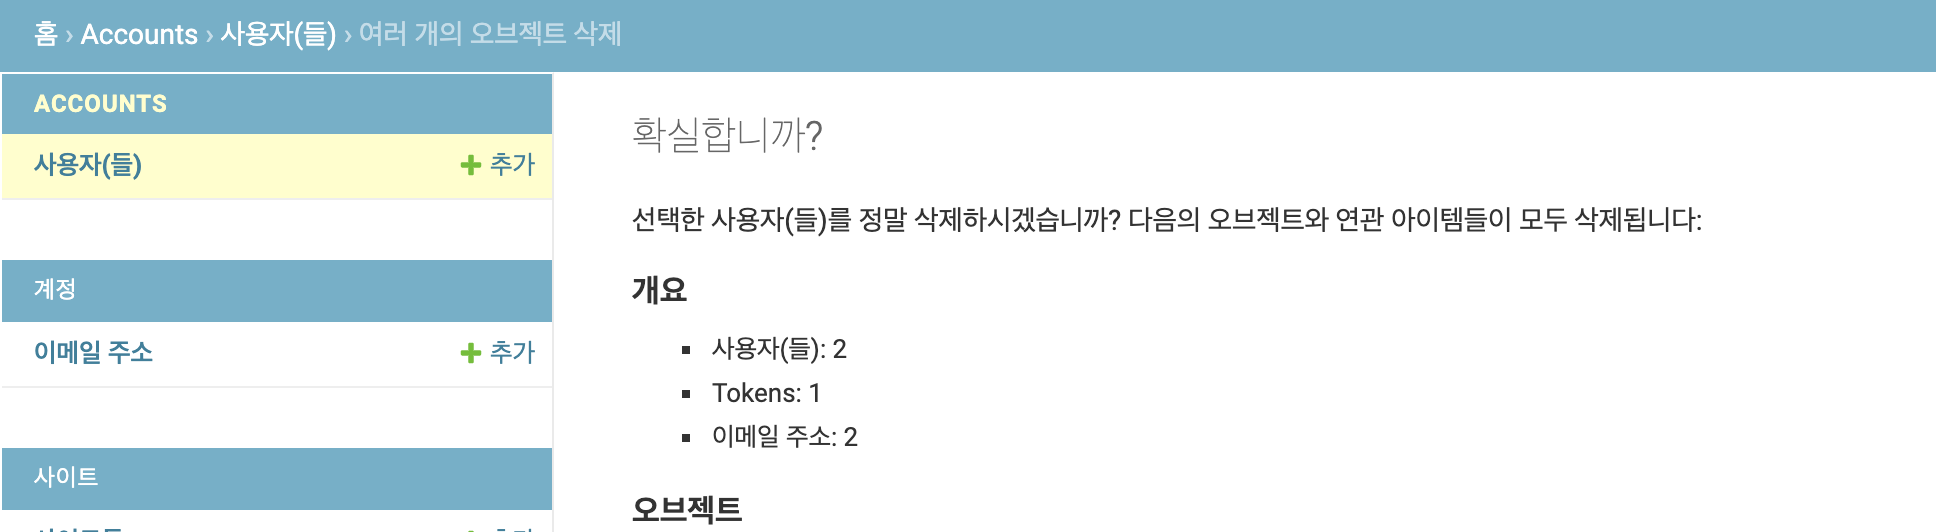 홈 › Accounts › 사용자(들) › 여러 개의 오브젝트 삭제
ACCOUNTS
사용자(들) 추가
계정
이메일 주소 추가
사이트
확실합니까?
선택한 사용자(들)를 정말 삭제하시겠습니까? 다음의 오브젝트와 연관 아이템들이 모두 삭제됩니다:
개요
사용자(들): 2
Tokens: 1
이메일 주소: 2
오브젝트